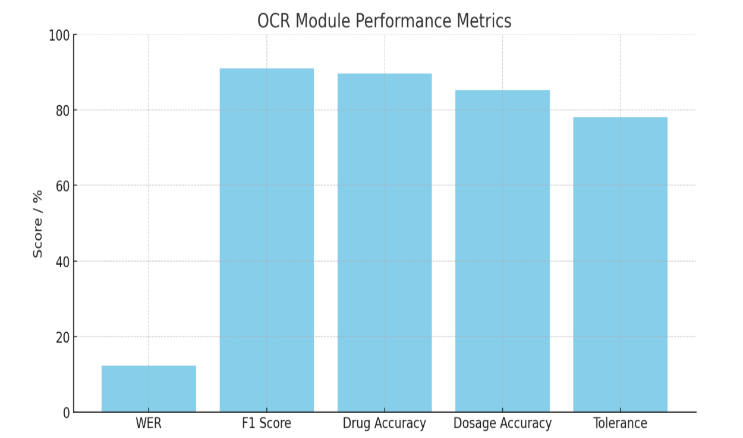 OCR Module Performance Metrics
Score / %
100
80
60
40
20
0
WER F1 Score Drug Accuracy Dosage Accuracy Tolerance